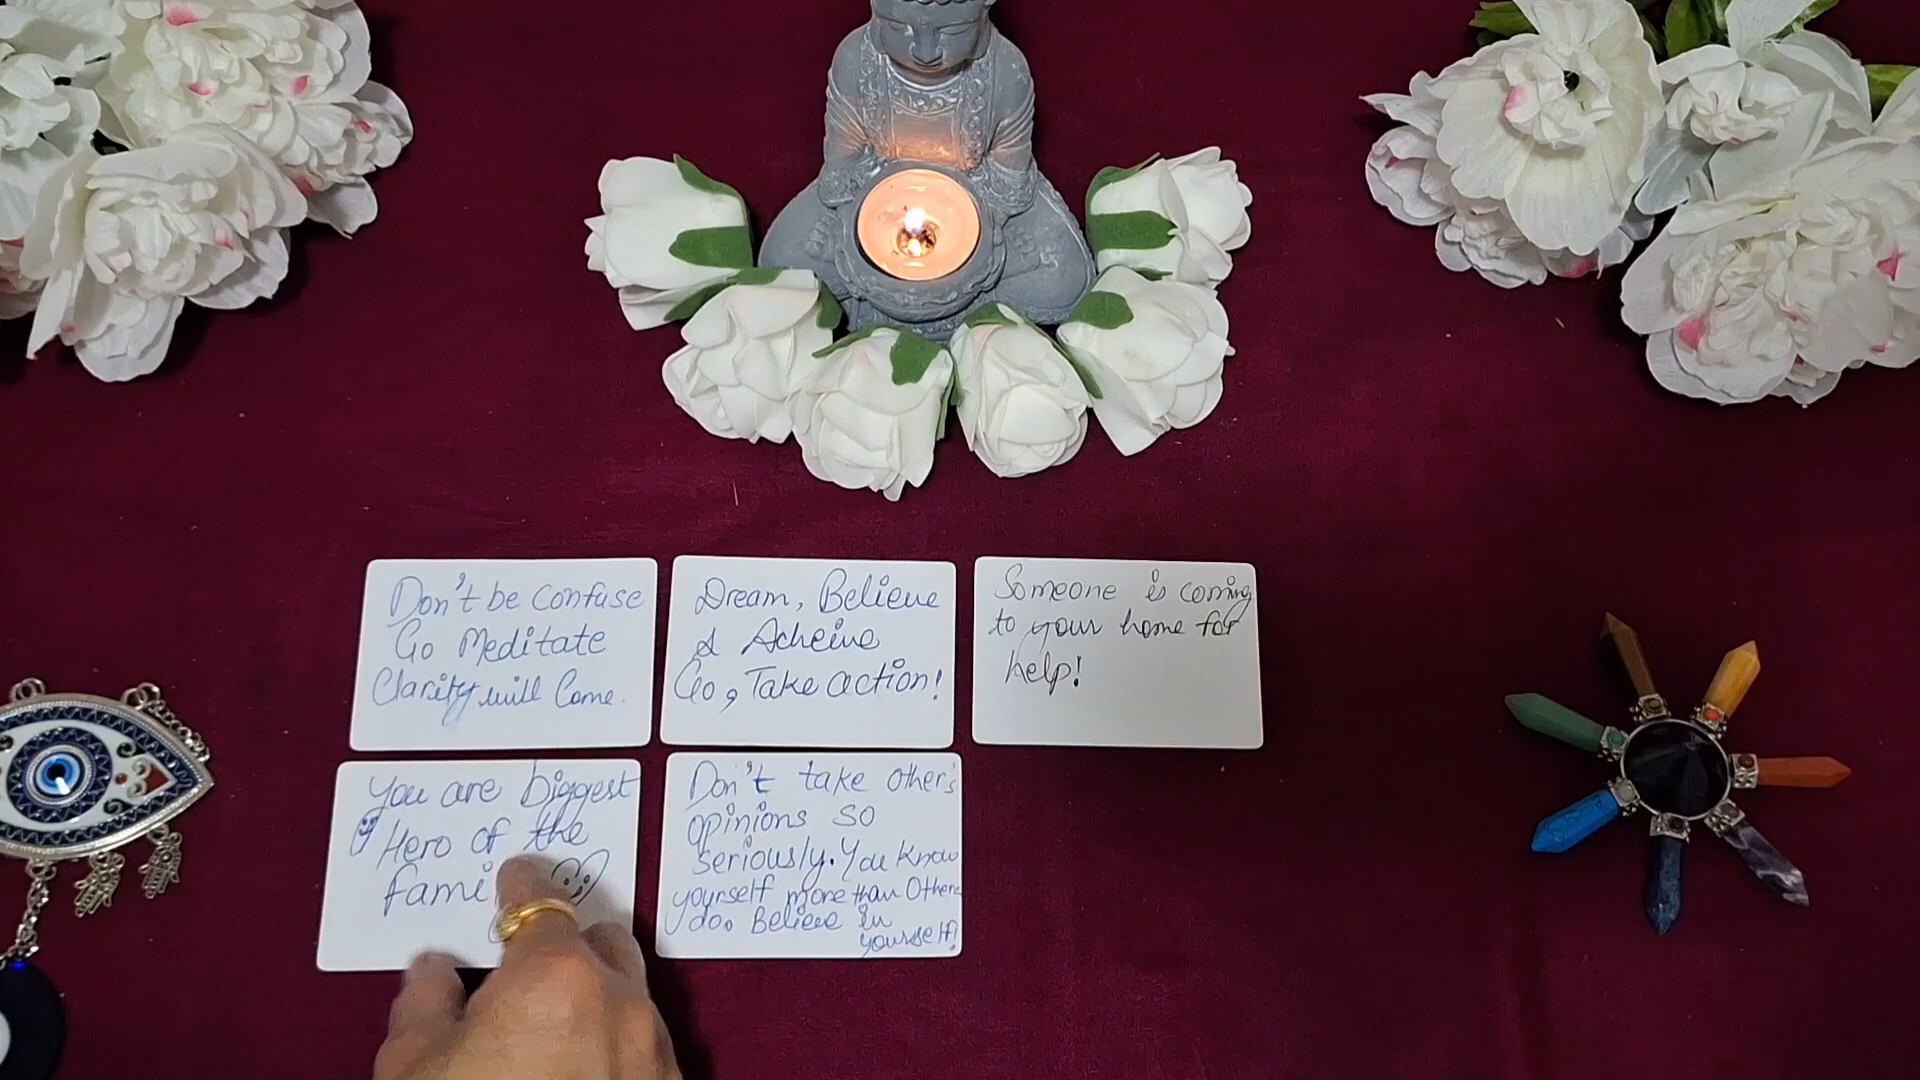 Don't be confuse
Go Meditate
Clarity will Come.
Dream, Believe
& Acheive
Go, Take action!
Someone is coming
to your home for
help!
You are biggest
Hero of the
Don't take other's
opinions so
seriously. You know
yourself more than Others
do. Believe in
yourself!